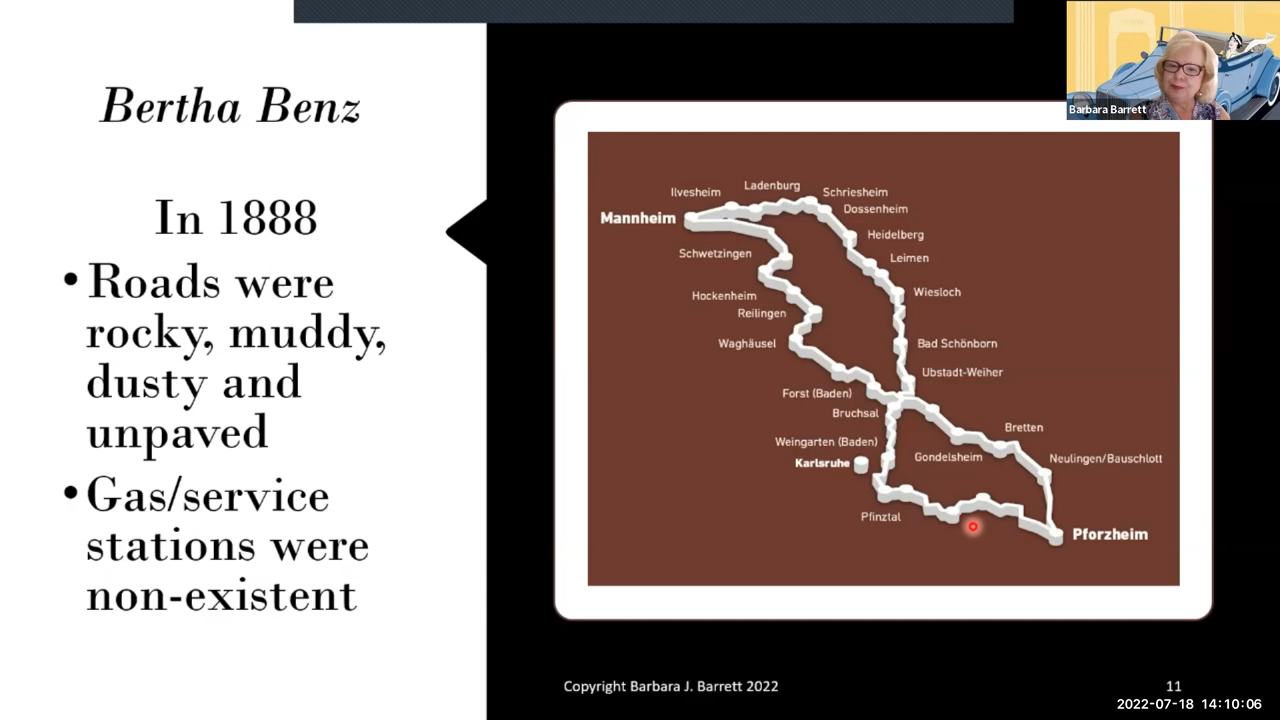 Bertha Benz
In 1888
• Roads were
rocky, muddy,
dusty and
unpaved
• Gas/service
stations were
non-existent
Barbara Barrett
Ilvesheim
Ladenburg
Schriesheim
Mannheim
Dossenheim
Heidelberg
Schwetzingen
Leimen
Hockenheim
Wiesloch
Reilingen
Waghäusel
Bad Schönborn
Ubstadt-Weiher
Forst (Baden)
Bruchsal
Bretten
Weingarten (Baden)
Gondelsheim
Neulingen/Bauschlott
Karlsruhe
Pfinztal
Pforzheim
Copyright Barbara J. Barrett 2022
11
2022-07-18 14:10:06